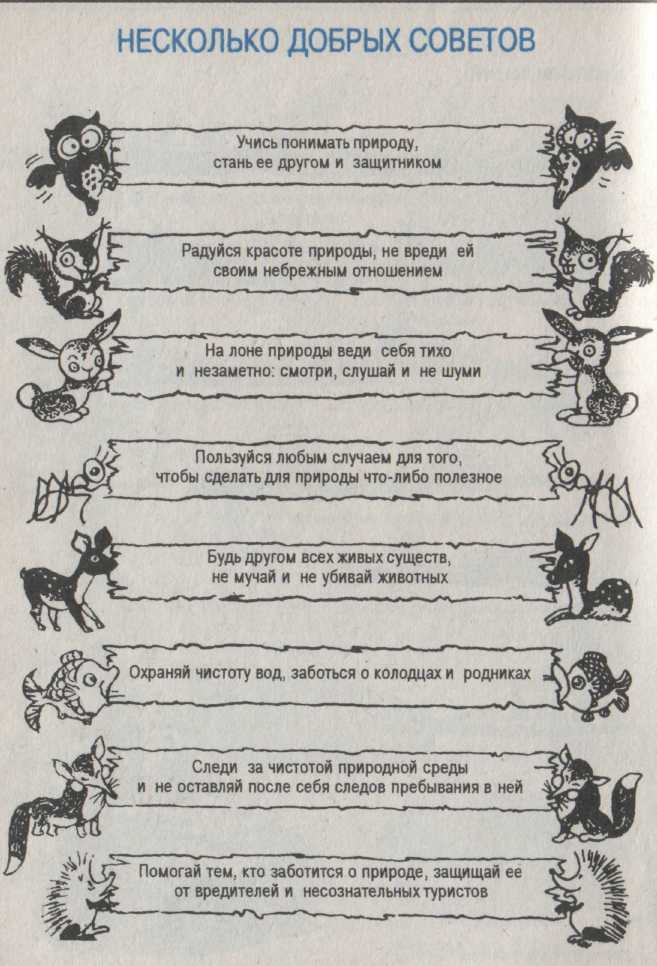 НЕСКОЛЬКО ДОБРЫХ СОВЕТОВ
Учись понимать природу,
стань ее другом и защитником
Радуйся красоте природы, не вреди ей
своим небрежным отношением
На лоне природы веди себя тихо
и незаметно: смотри, слушай и не шуми
Пользуйся любым случаем для того,
чтобы сделать для природы что-либо полезное
Будь другом всех живых существ,
не мучай и не убивай животных
Охраняй чистоту вод, заботься о колодцах и родниках
Следи за чистотой природной среды
и не оставляй после себя следов пребывания в ней
Помогай тем, кто заботится о природе, защищай ее
от вредителей и несознательных туристов